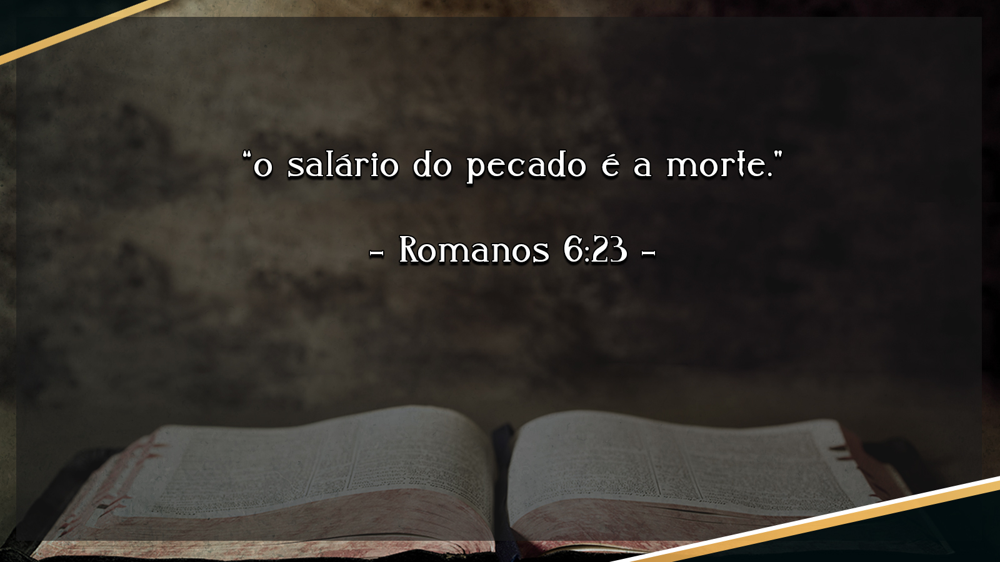 “o salário do pecado é a morte.”
- Romanos 6:23 -